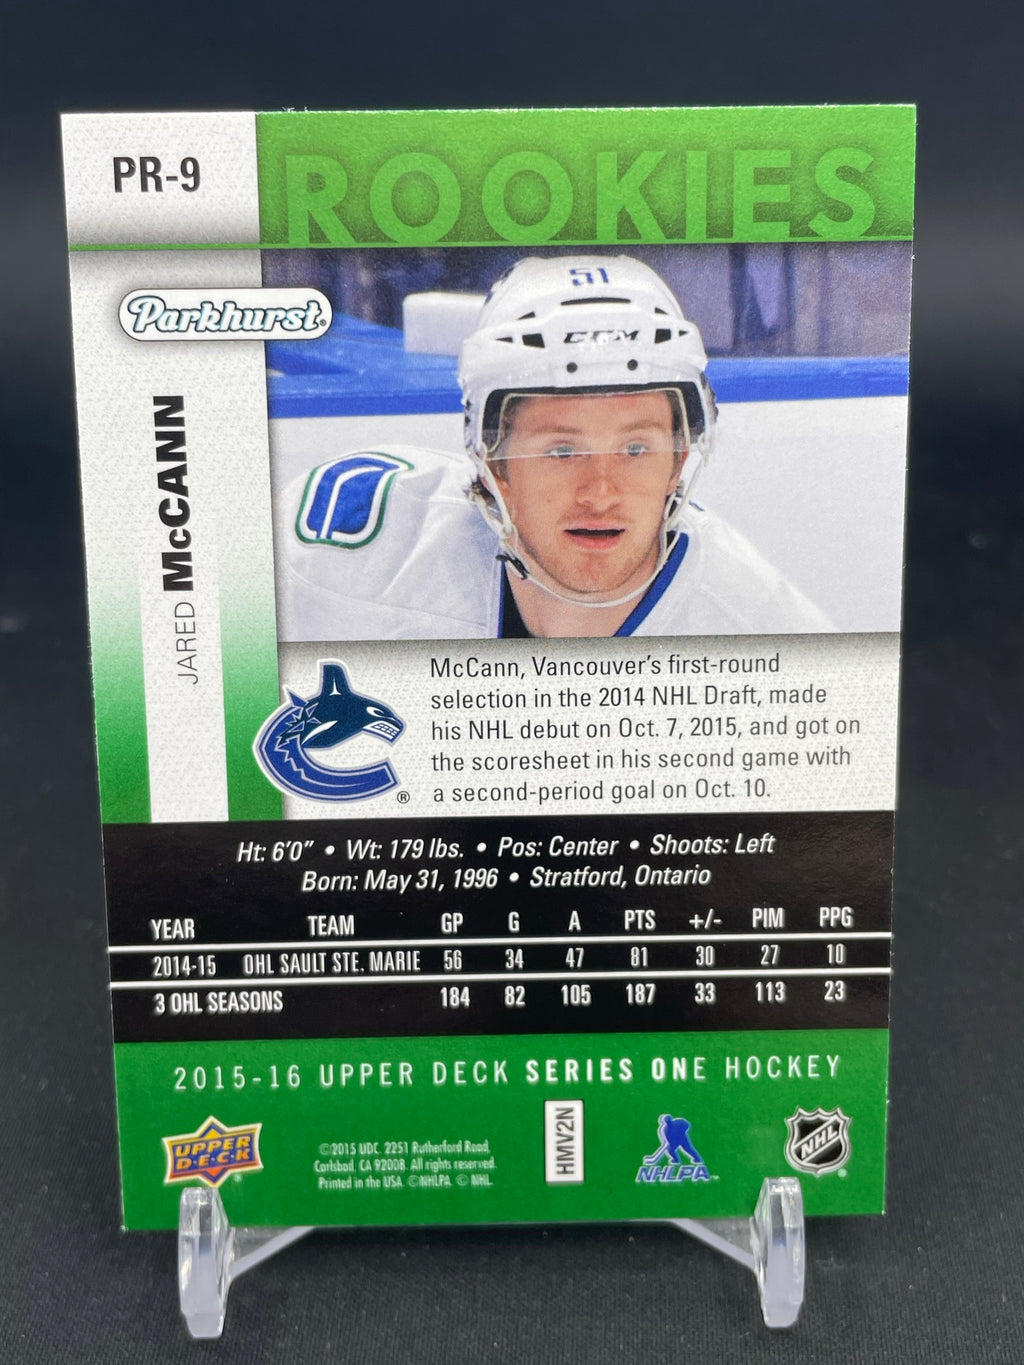 PR-9
ROOKIES
Parkhurst
JARED McCANN
51
CCM
McCann, Vancouver's first-round
selection in the 2014 NHL Draft, made
his NHL debut on Oct. 7, 2015, and got on
the scoresheet in his second game with
a second-period goal on Oct. 10.
®
Ht: 6'0" • Wt: 179 lbs. • Pos: Center • Shoots: Left
Born: May 31, 1996 • Stratford, Ontario
YEAR TEAM GP G A PTS +/- PIM PPG
2014-15 OHL SAULT STE. MARIE 56 34 47 81 30 27 10
3 OHL SEASONS 184 82 105 187 33 113 23
2015-16 UPPER DECK SERIES ONE HOCKEY
UPPER
D·E·C·K
©2015 UDC. 2251 Rutherford Road,
Carlsbad, CA 92008. All rights reserved.
Printed in the USA. ©NHLPA. © NHL.
HMV2N
NHLPA
NHL